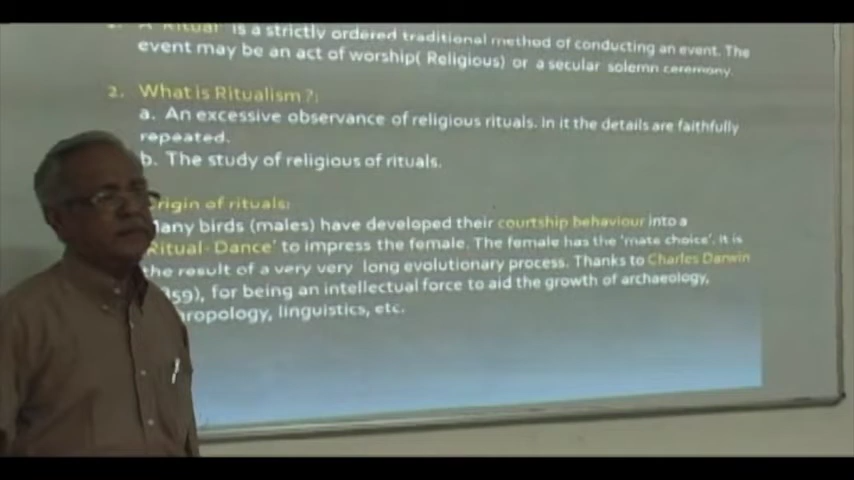 'Ritual' is a strictly ordered traditional method of conducting an event. The
event may be an act of worship( Religious) or a secular solemn ceremony.
2. What is Ritualism ?:
a. An excessive observance of religious rituals. In it the details are faithfully
repeated.
b. The study of religious of rituals.
rigin of rituals:
any birds (males) have developed their courtship behaviour into a
Ritual-Dance' to impress the female. The female has the 'mate choice'. It is
the result of a very very long evolutionary process. Thanks to Charles Darwin
59), for being an intellectual force to aid the growth of archaeology,
ropology, linguistics, etc.